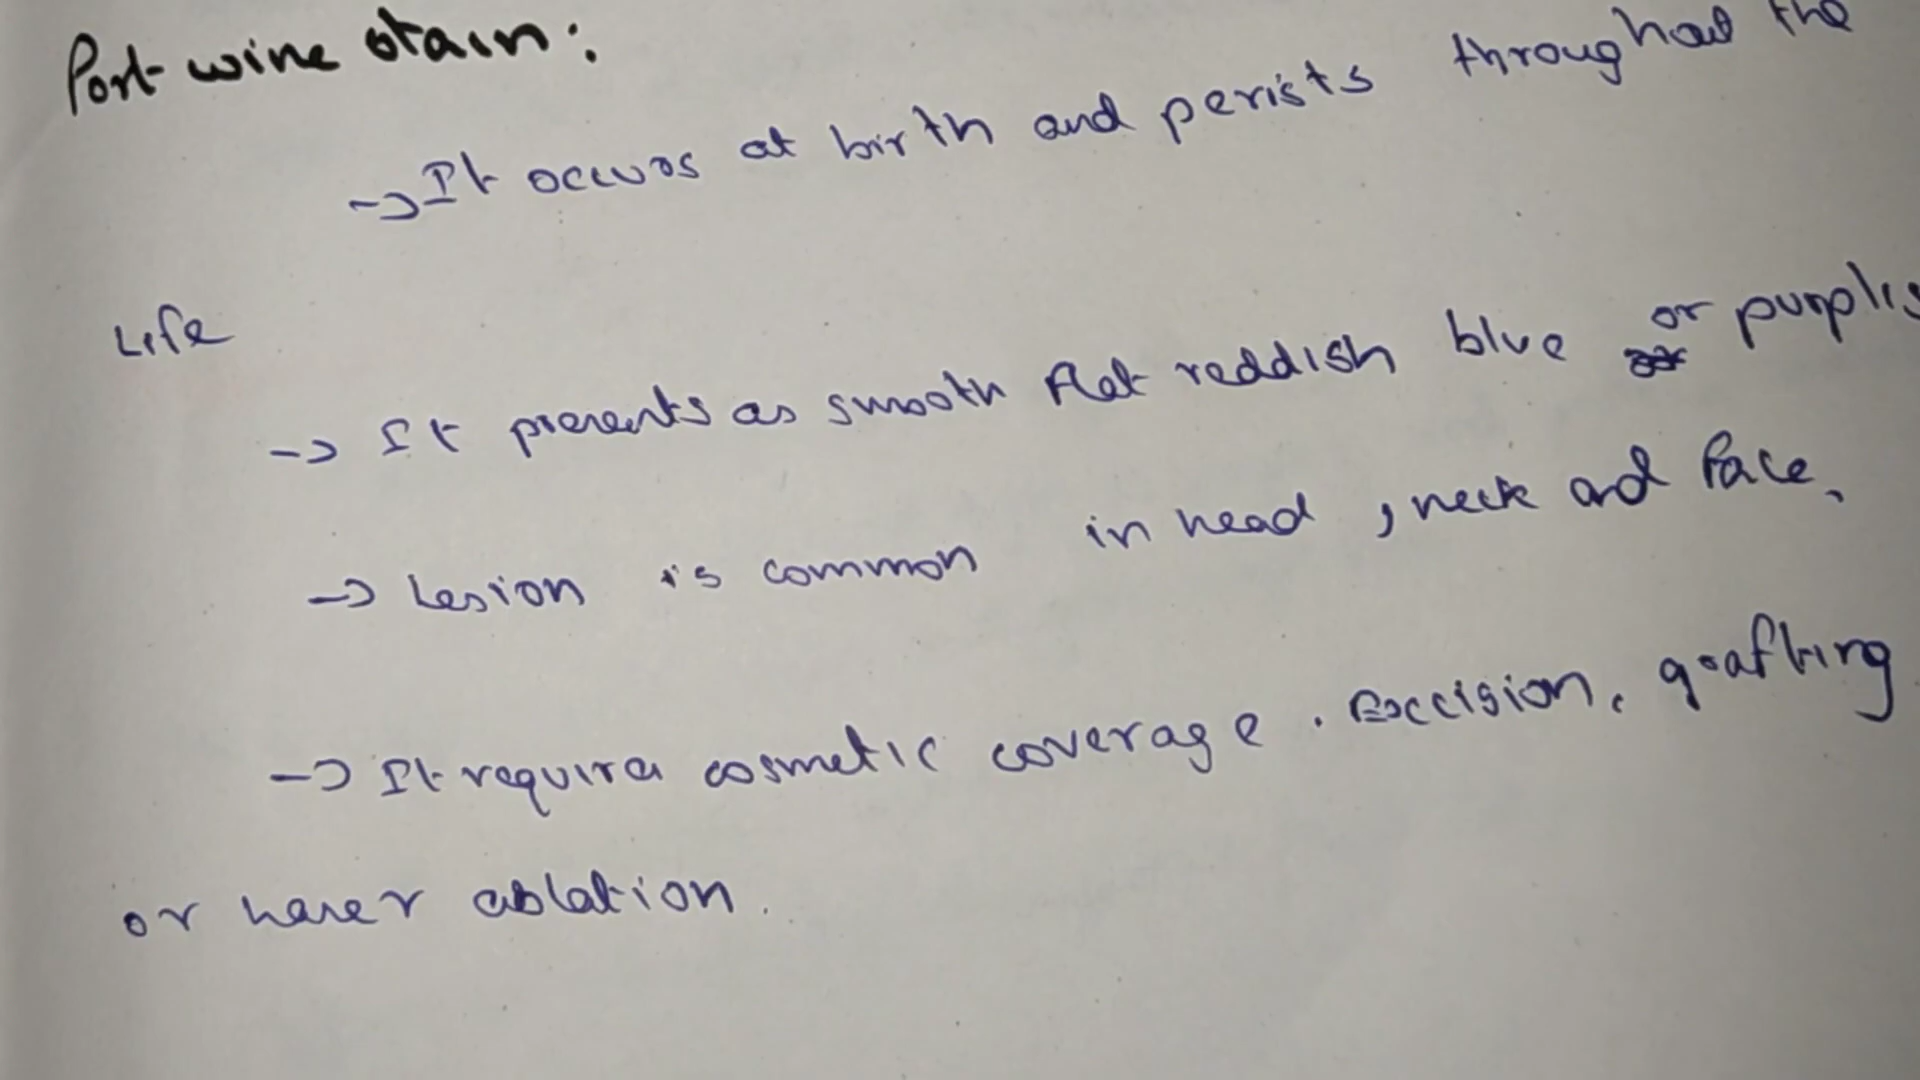 Port wine stain :
→ It occurs at birth and perists throughout the
Life
→ It presents as smooth flat reddish blue or purplis
→ Lesion is common in head , neck and face.
→ It requires cosmetic coverage . Excision, grafting
or laser ablation.